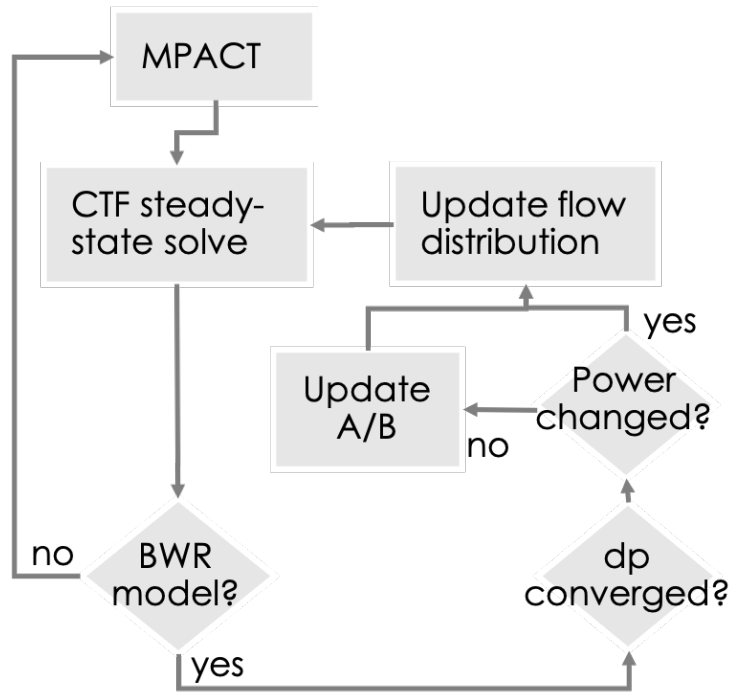 MPACT
CTF steady-
state solve
Update flow
distribution
yes
Update
A/B
Power
changed?
no
no
BWR
model?
dp
converged?
yes